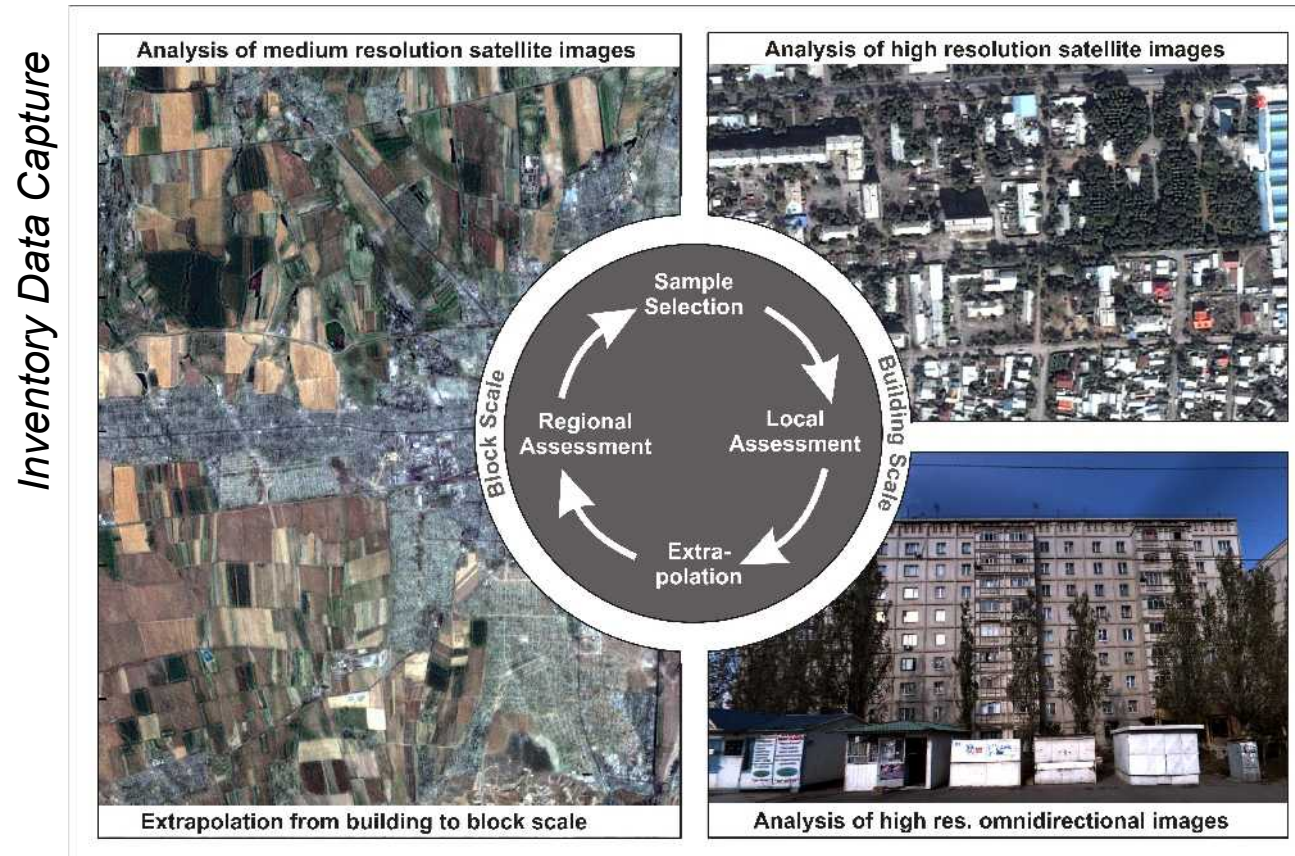 Inventory Data Capture
Analysis of medium resolution satellite images
Analysis of high resolution satellite images
Sample
Selection
Block Scale
Building Scale
Regional
Assessment
Local
Assessment
Extra-
polation
Extrapolation from building to block scale
Analysis of high res. omnidirectional images